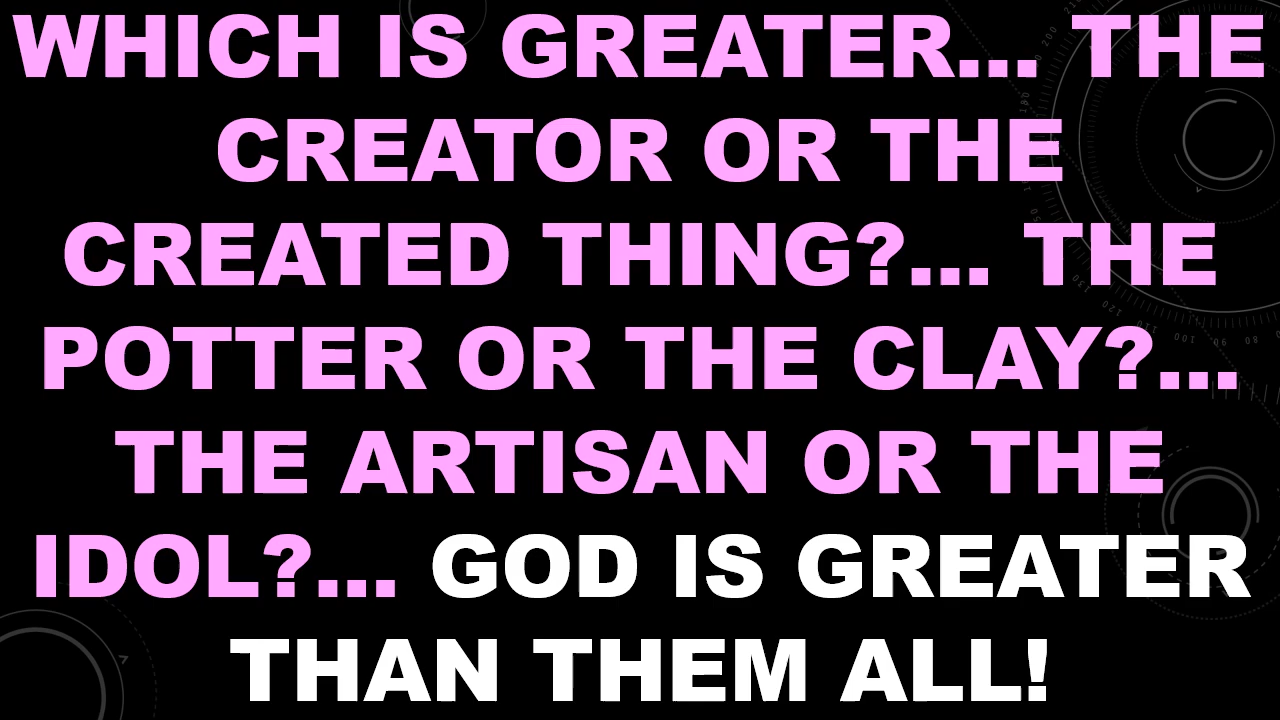 WHICH IS GREATER... THE
CREATOR OR THE
CREATED THING?... THE
POTTER OR THE CLAY?...
THE ARTISAN OR THE
IDOL?... GOD IS GREATER
THAN THEM ALL!